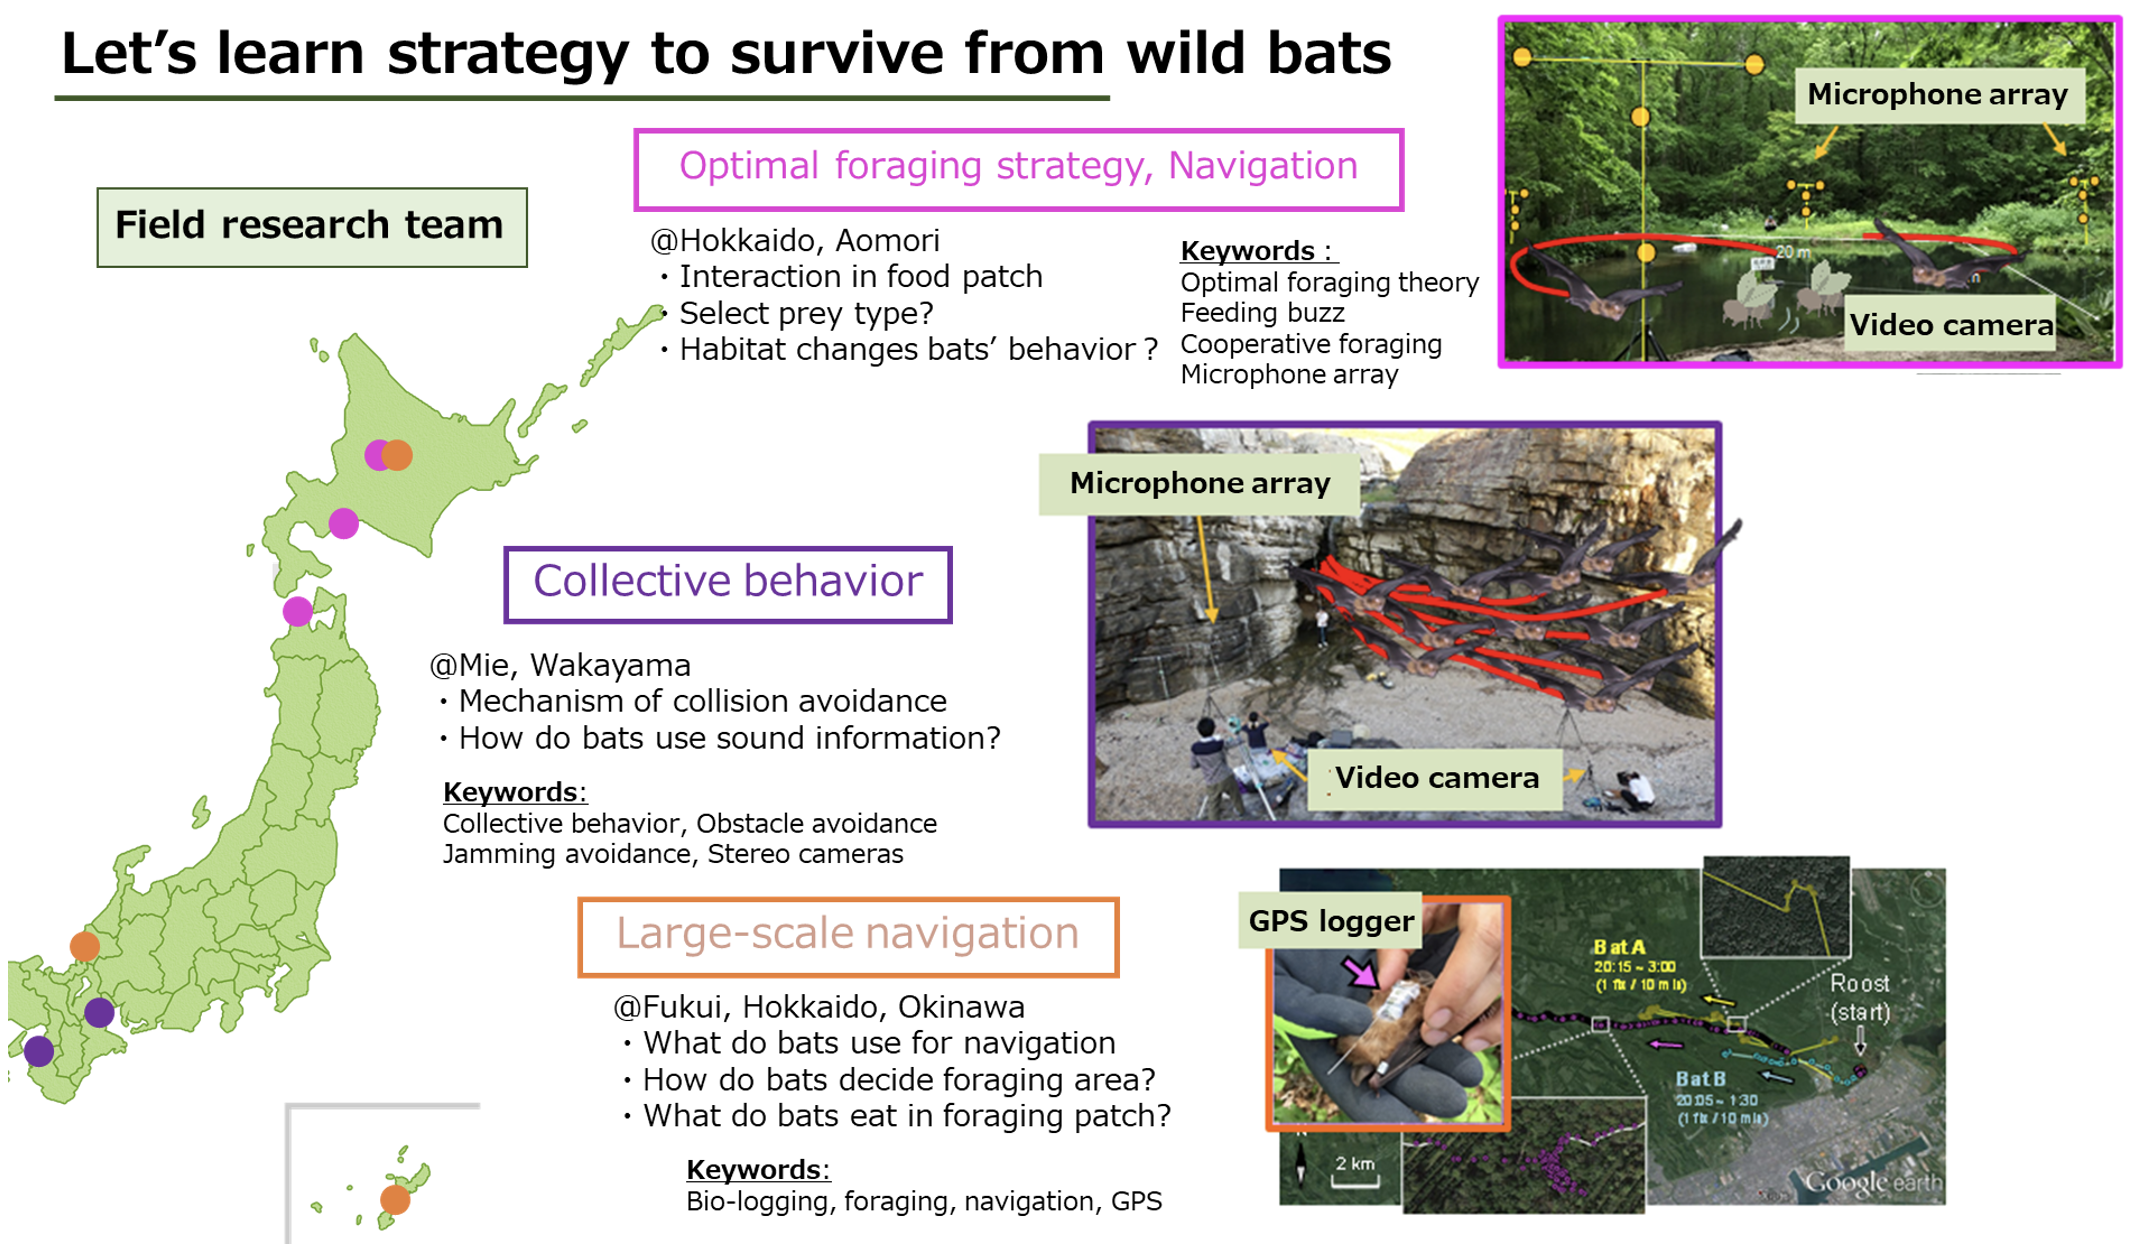 Let's learn strategy to survive from wild bats
Field research team
Optimal foraging strategy, Navigation
@Hokkaido, Aomori
・Interaction in food patch
・Select prey type?
・Habitat changes bats' behavior ?
Keywords :
Optimal foraging theory
Feeding buzz
Cooperative foraging
Microphone array
Microphone array
20 m
Video camera
Collective behavior
@Mie, Wakayama
・Mechanism of collision avoidance
・How do bats use sound information?
Keywords:
Collective behavior, Obstacle avoidance
Jamming avoidance, Stereo cameras
Microphone array
Video camera
Large-scale navigation
@Fukui, Hokkaido, Okinawa
・What do bats use for navigation
・How do bats decide foraging area?
・What do bats eat in foraging patch?
Keywords:
Bio-logging, foraging, navigation, GPS
GPS logger
Bat A
20:15 ~ 3:00
(1 fix / 10 mis)
Roost
(start)
Bat B
20:05 ~ 1:30
(1 fix / 10 mis)
N
2 km
Google earth